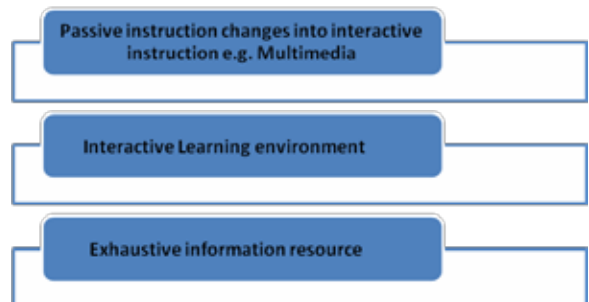 Passive instruction changes into interactive
instruction e.g. Multimedia
Interactive Learning environment
Exhaustive information resource